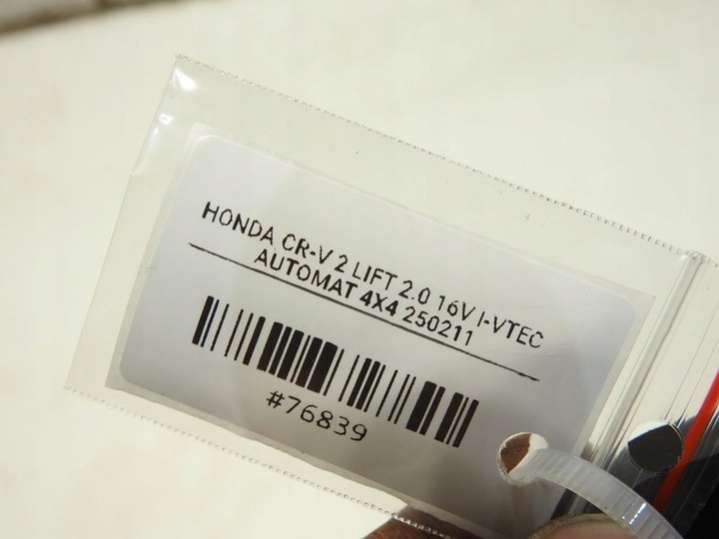 HONDA CR-V 2 LIFT 2.0 16V I-VTEC
AUTOMAT 4X4 250211
#76839